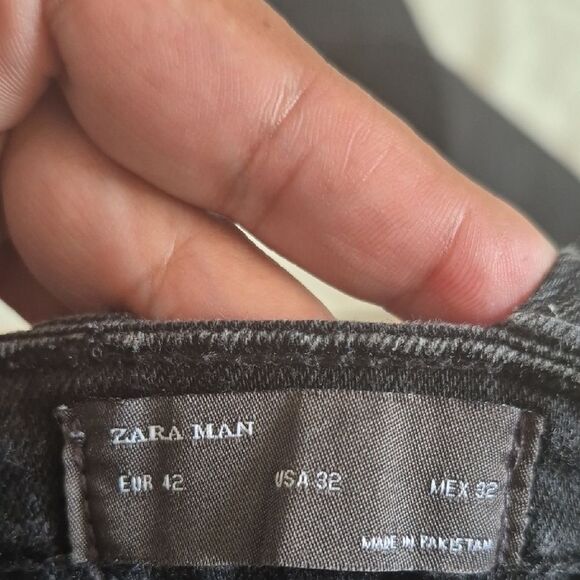 ZARA MAN
EUR 42 USA 32 MEX 32
MADE IN PAKISTAN